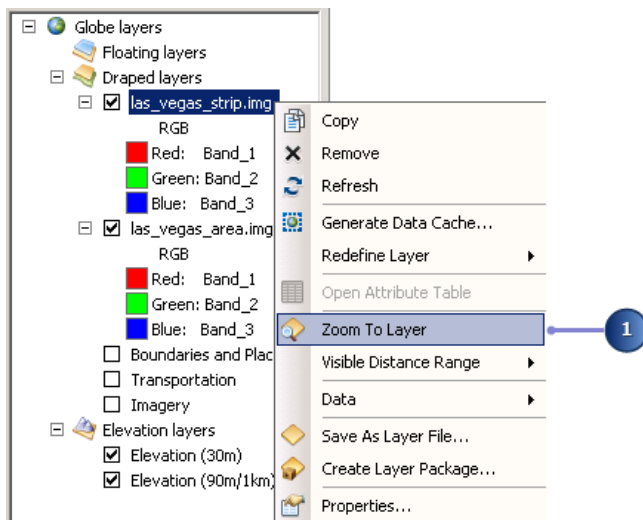 Globe layers
Floating layers
Draped layers
las_vegas_strip.img
RGB
Red: Band_1
Green: Band_2
Blue: Band_3
las_vegas_area.img
RGB
Red: Band_1
Green: Band_2
Blue: Band_3
Boundaries and Plac
Transportation
Imagery
Elevation layers
Elevation (30m)
Elevation (90m/1km)
Copy
Remove
Refresh
Generate Data Cache...
Redefine Layer
Open Attribute Table
Zoom To Layer
Visible Distance Range
Data
Save As Layer File...
Create Layer Package...
Properties...
1